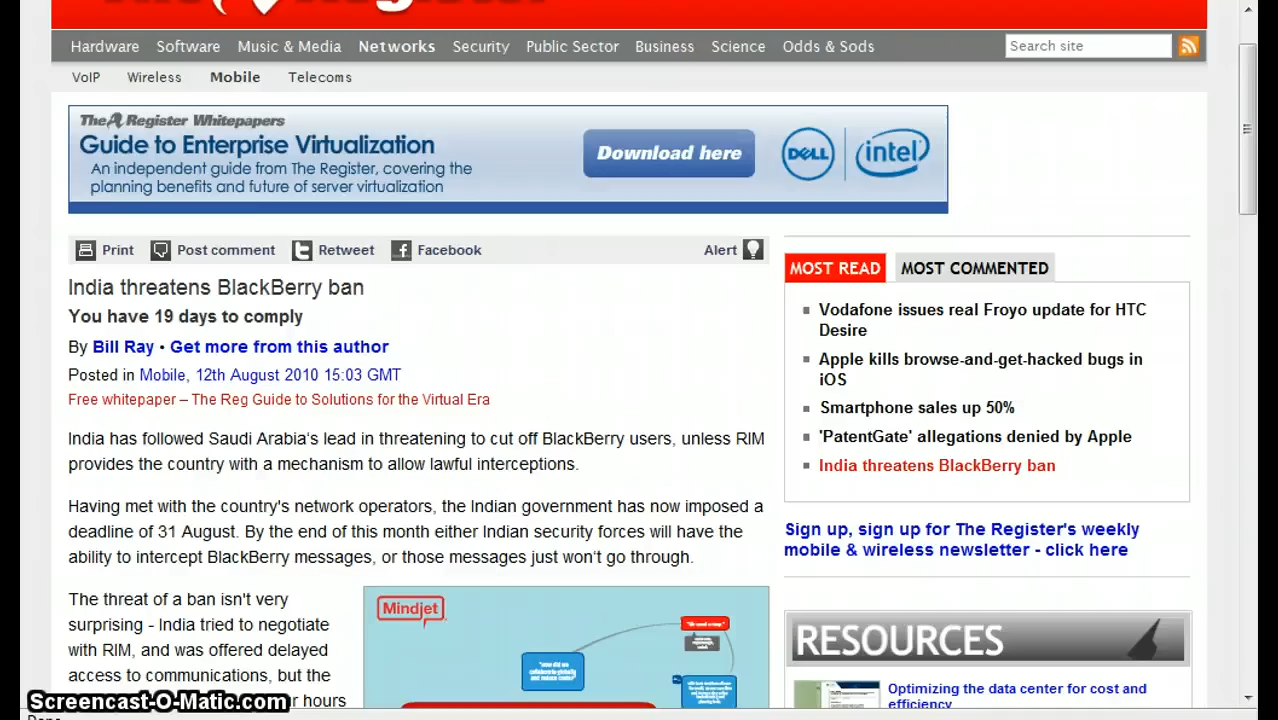 The Register
Hardware Software Music & Media Networks Security Public Sector Business Science Odds & Sods Search site
VoIP Wireless Mobile Telecoms
The Register Whitepapers
Guide to Enterprise Virtualization
An independent guide from The Register, covering the
planning benefits and future of server virtualization
Download here
DELL
intel
Print Post comment Retweet Facebook Alert
India threatens BlackBerry ban
You have 19 days to comply
By Bill Ray • Get more from this author
Posted in Mobile, 12th August 2010 15:03 GMT
Free whitepaper – The Reg Guide to Solutions for the Virtual Era
India has followed Saudi Arabia's lead in threatening to cut off BlackBerry users, unless RIM
provides the country with a mechanism to allow lawful interceptions.
Having met with the country's network operators, the Indian government has now imposed a
deadline of 31 August. By the end of this month either Indian security forces will have the
ability to intercept BlackBerry messages, or those messages just won't go through.
The threat of a ban isn't very
surprising - India tried to negotiate
with RIM, and was offered delayed
access to communications, but the
hours
Mindjet
MOST READ MOST COMMENTED
Vodafone issues real Froyo update for HTC
Desire
Apple kills browse-and-get-hacked bugs in
iOS
Smartphone sales up 50%
'PatentGate' allegations denied by Apple
India threatens BlackBerry ban
Sign up, sign up for The Register's weekly
mobile & wireless newsletter - click here
RESOURCES
Optimizing the data center for cost and
efficiency
Screencast-O-Matic.com